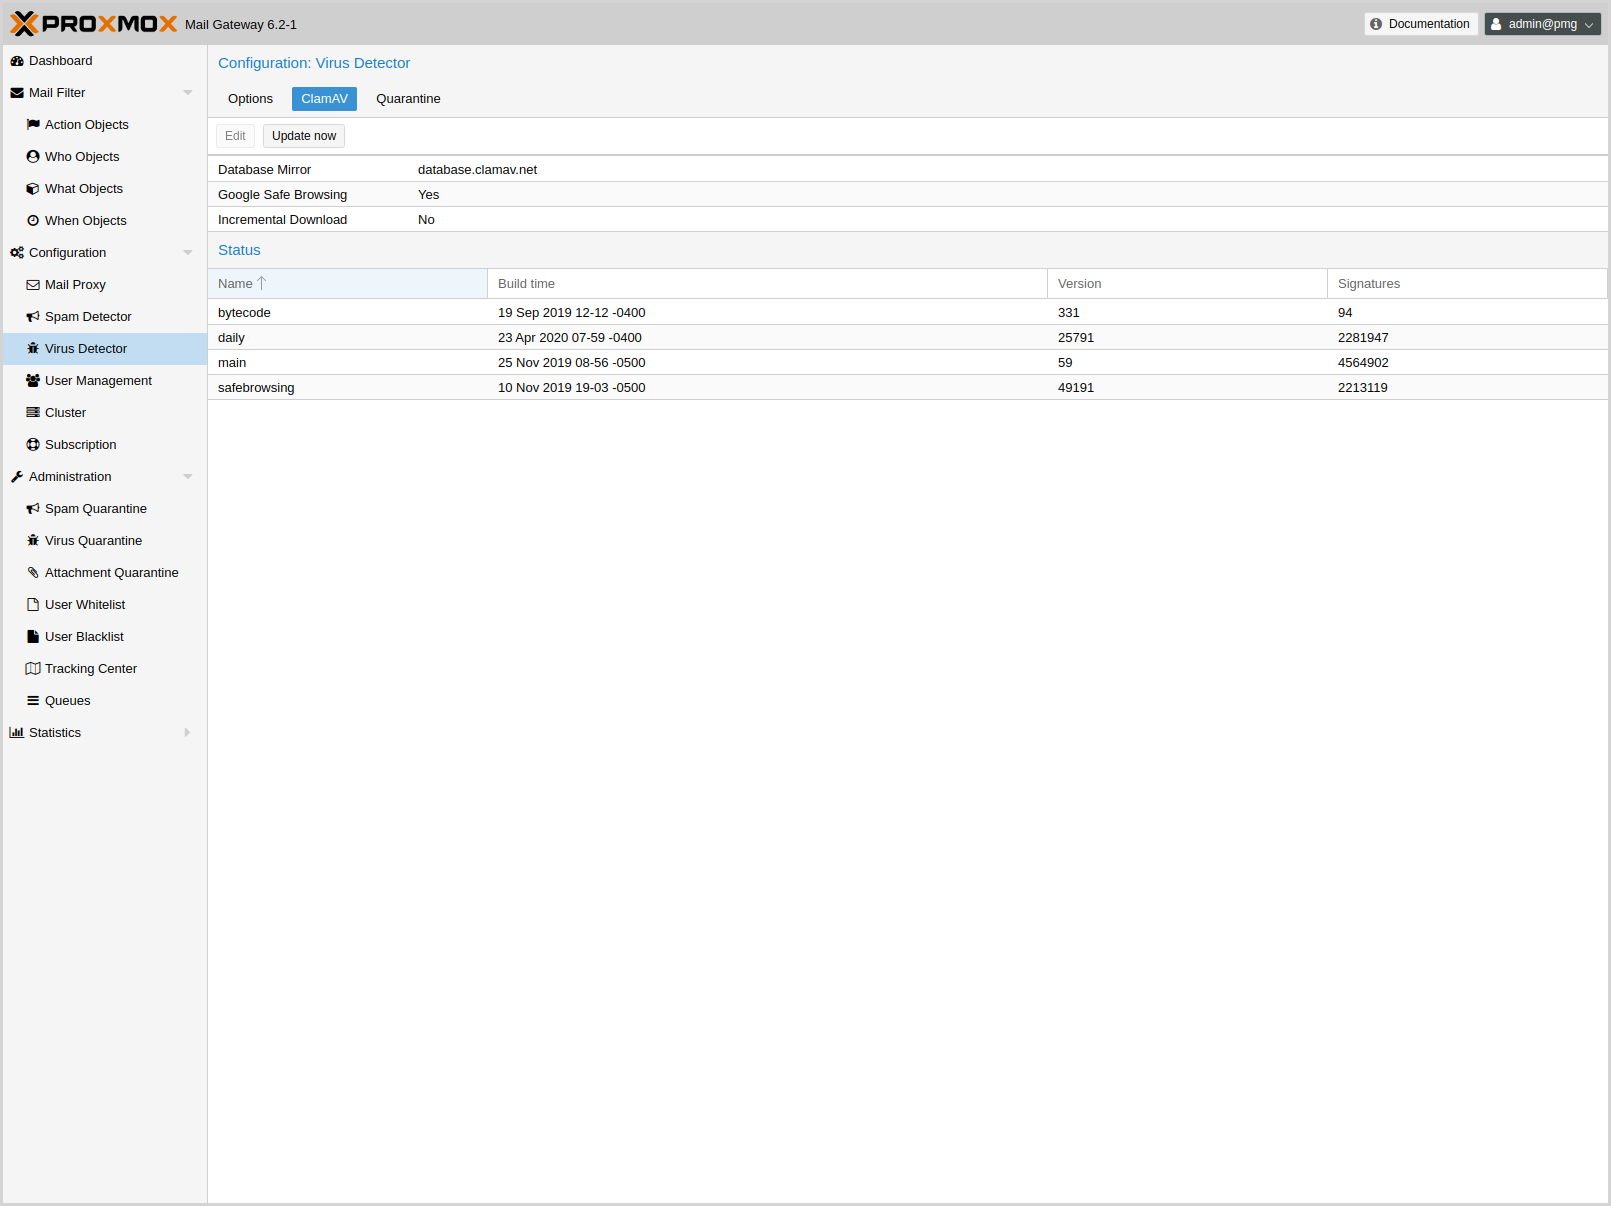 PROXMOX Mail Gateway 6.2-1
Documentation
admin@pmg
Dashboard
Mail Filter
Action Objects
Who Objects
What Objects
When Objects
Configuration
Mail Proxy
Spam Detector
Virus Detector
User Management
Cluster
Subscription
Administration
Spam Quarantine
Virus Quarantine
Attachment Quarantine
User Whitelist
User Blacklist
Tracking Center
Queues
Statistics
Configuration: Virus Detector
Options ClamAV Quarantine
Edit Update now
Database Mirror database.clamav.net
Google Safe Browsing Yes
Incremental Download No
Status
Name Build time Version Signatures
bytecode 19 Sep 2019 12-12 -0400 331 94
daily 23 Apr 2020 07-59 -0400 25791 2281947
main 25 Nov 2019 08-56 -0500 59 4564902
safebrowsing 10 Nov 2019 19-03 -0500 49191 2213119